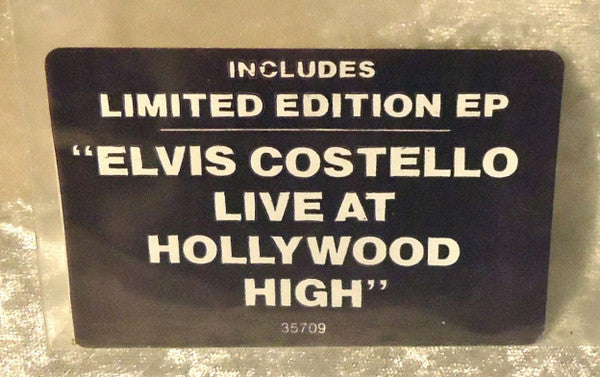 INCLUDES
LIMITED EDITION EP
“ELVIS COSTELLO
LIVE AT
HOLLYWOOD
HIGH”
35709